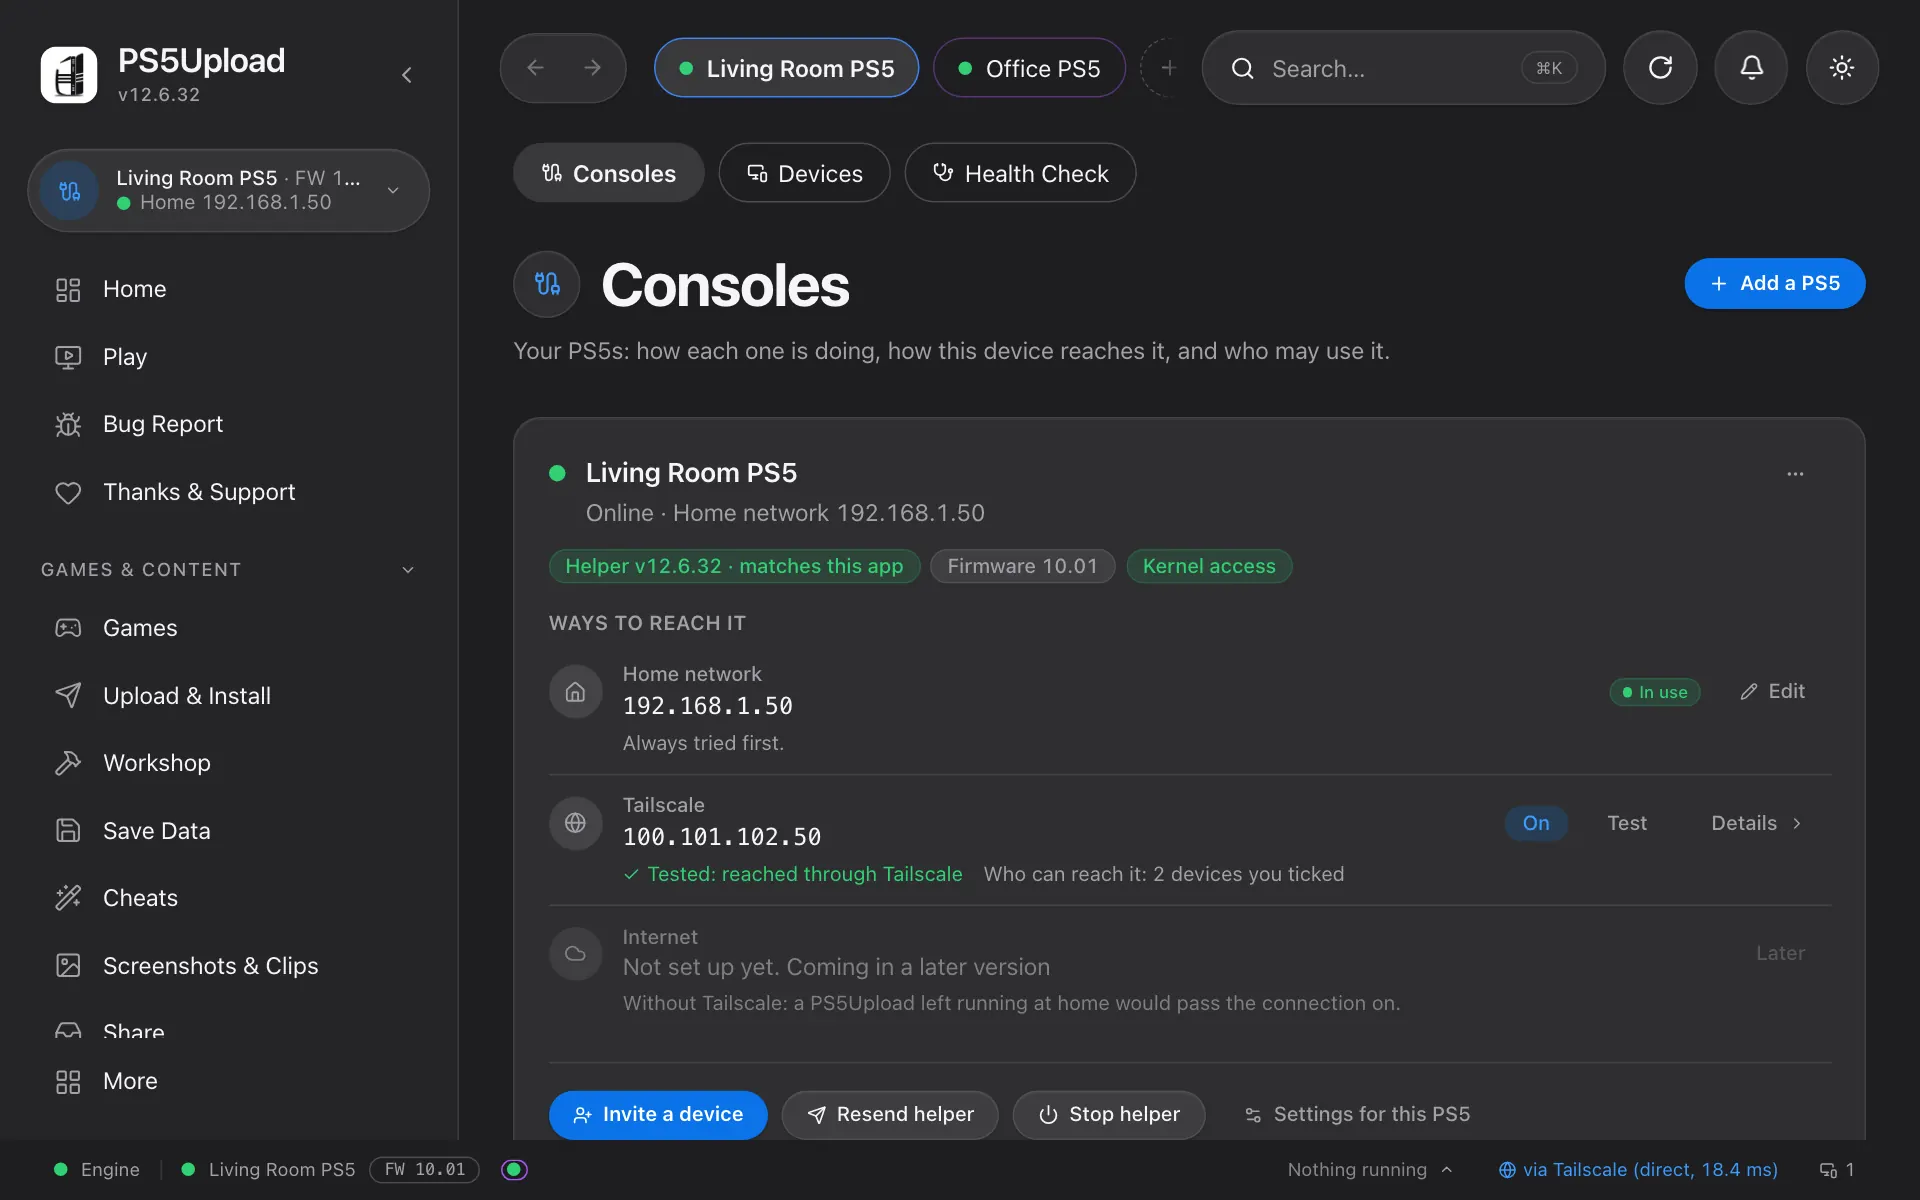 PS5Upload
v12.6.32
Living Room PS5 · FW 1...
Home 192.168.1.50
Home
Play
Bug Report
Thanks & Support
GAMES & CONTENT
Games
Upload & Install
Workshop
Save Data
Cheats
Screenshots & Clips
Share
More
Living Room PS5
Office PS5
Search...
⌘K
Consoles
Devices
Health Check
Consoles
Add a PS5
Your PS5s: how each one is doing, how this device reaches it, and who may use it.
Living Room PS5
Online · Home network 192.168.1.50
Helper v12.6.32 · matches this app
Firmware 10.01
Kernel access
WAYS TO REACH IT
Home network
192.168.1.50
Always tried first.
In use
Edit
Tailscale
100.101.102.50
Tested: reached through Tailscale
Who can reach it: 2 devices you ticked
On
Test
Details
Internet
Not set up yet. Coming in a later version
Without Tailscale: a PS5Upload left running at home would pass the connection on.
Later
Invite a device
Resend helper
Stop helper
Settings for this PS5
Engine
Living Room PS5
FW 10.01
Nothing running
via Tailscale (direct, 18.4 ms)
1